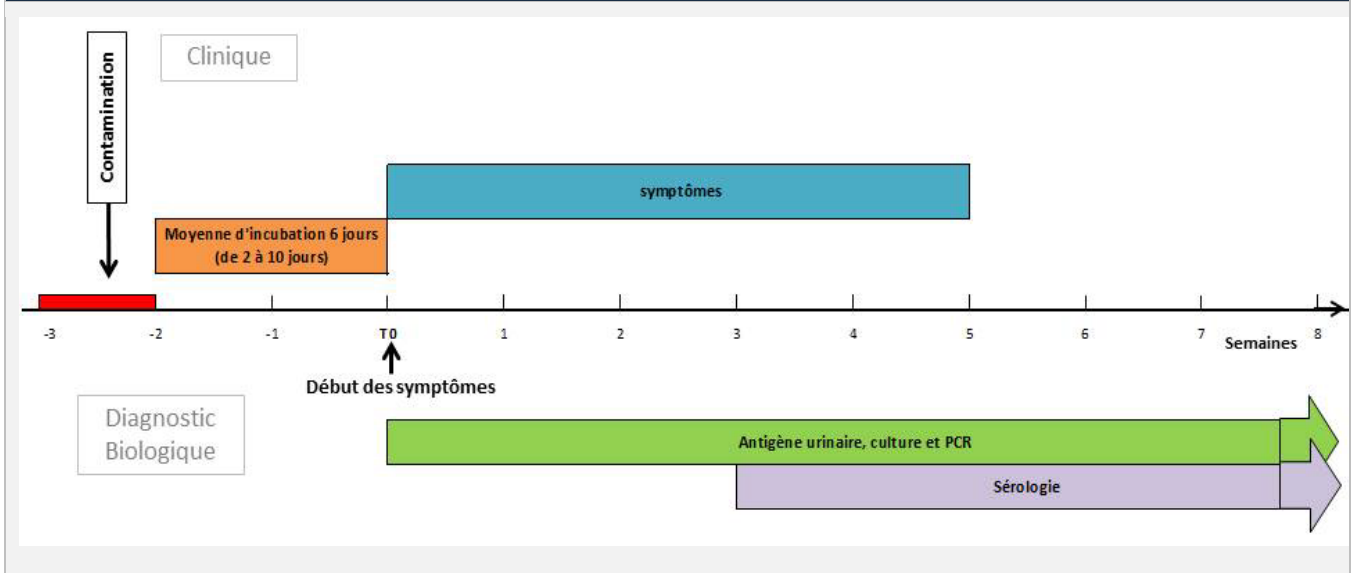 Contamination
Clinique
symptômes
Moyenne d'incubation 6 jours
(de 2 à 10 jours)
-3 -2 -1 T0 1 2 3 4 5 6 7 8
Semaines
Début des symptômes
Diagnostic
Biologique
Antigène urinaire, culture et PCR
Sérologie